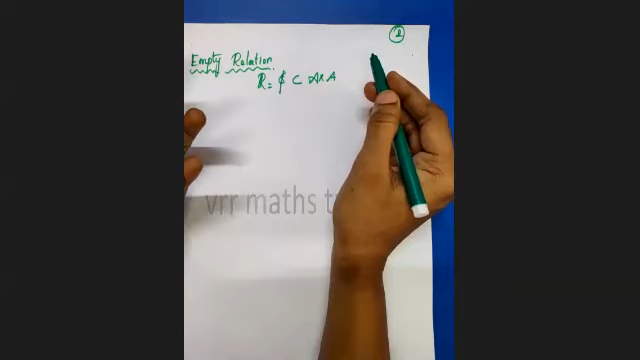 2
Empty Relation
R = ϕ ⊂ A×A
vrr maths t